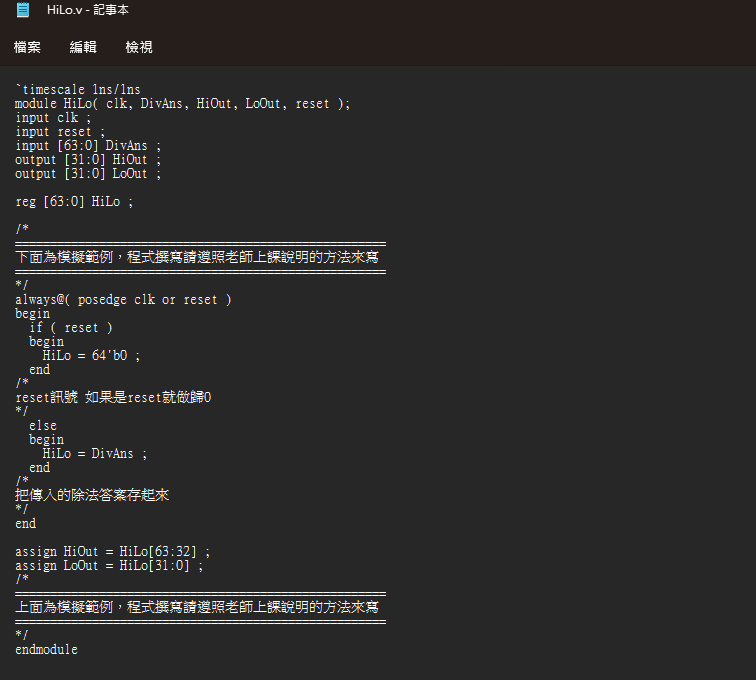 HiLo.v - 記事本
檔案 編輯 檢視
`timescale 1ns/1ns
module HiLo( clk, DivAns, HiOut, LoOut, reset );
input clk ;
input reset ;
input [63:0] DivAns ;
output [31:0] HiOut ;
output [31:0] LoOut ;
reg [63:0] HiLo ;
/*
=====================================================
下面為模擬範例，程式撰寫請遵照老師上課說明的方法來寫
=====================================================
*/
always@( posedge clk or reset )
begin
  if ( reset )
  begin
    HiLo = 64'b0 ;
  end
/*
reset訊號 如果是reset就做歸0
*/
  else
  begin
    HiLo = DivAns ;
  end
/*
把傳入的除法答案存起來
*/
end
assign HiOut = HiLo[63:32] ;
assign LoOut = HiLo[31:0] ;
/*
=====================================================
上面為模擬範例，程式撰寫請遵照老師上課說明的方法來寫
=====================================================
*/
endmodule